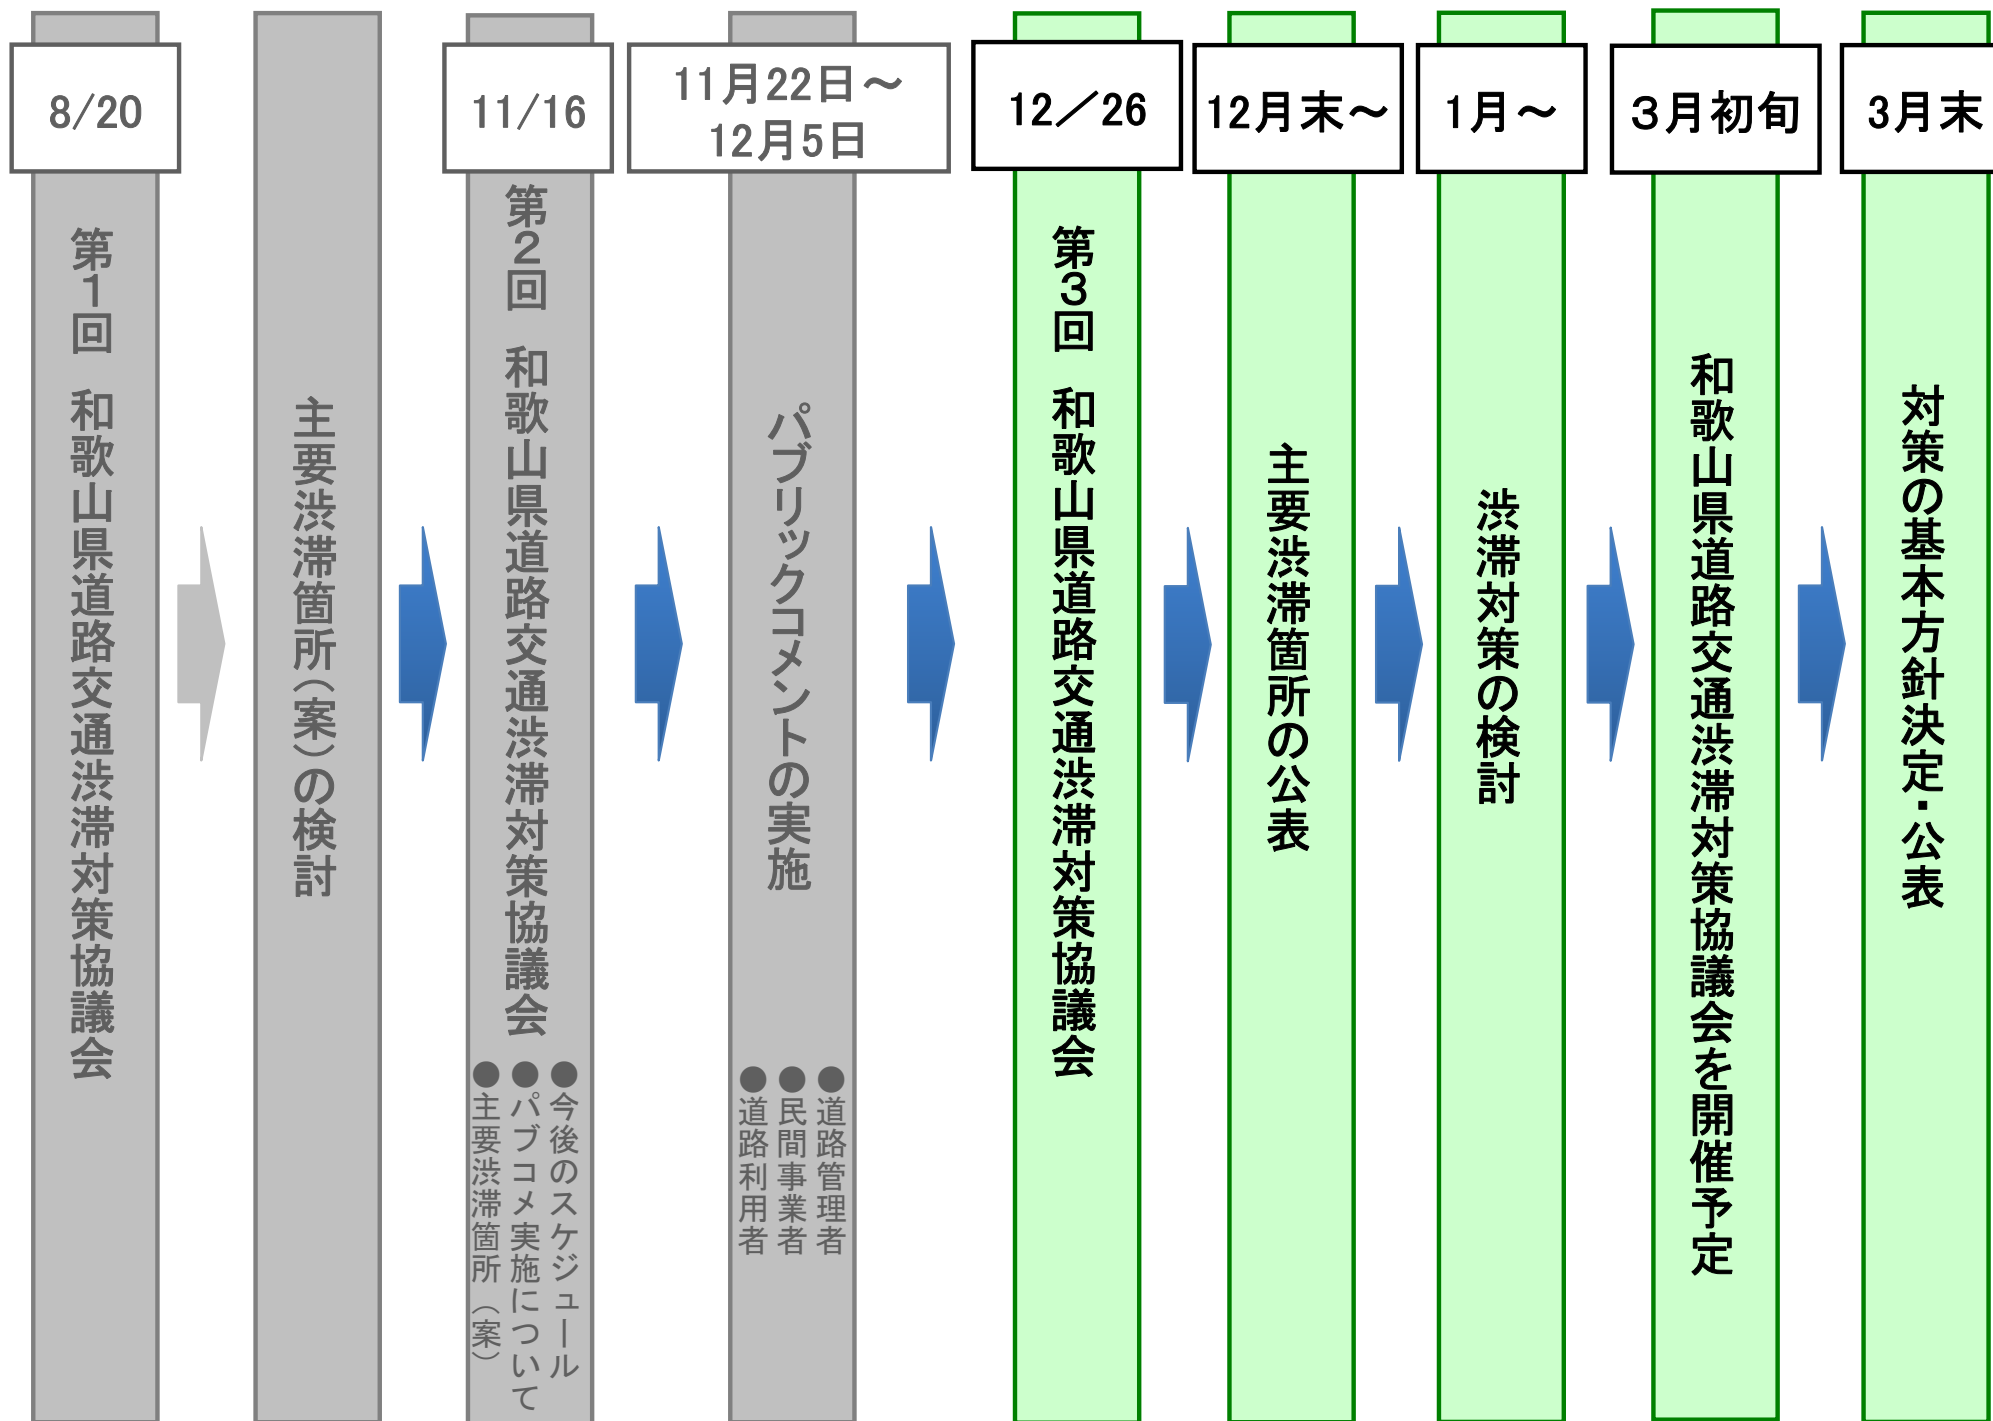 8/20
第１回　和歌山県道路交通渋滞対策協議会
主要渋滞箇所（案）の検討
11/16
第２回　和歌山県道路交通渋滞対策協議会
●今後のスケジュール
●パブコメ実施について
●主要渋滞箇所（案）
11月22日～
12月5日
パブリックコメントの実施
●道路管理者
●民間事業者
●道路利用者
12／26
第３回　和歌山県道路交通渋滞対策協議会
12月末～
主要渋滞箇所の公表
1月～
渋滞対策の検討
３月初旬
和歌山県道路交通渋滞対策協議会を開催予定
3月末
対策の基本方針決定・公表